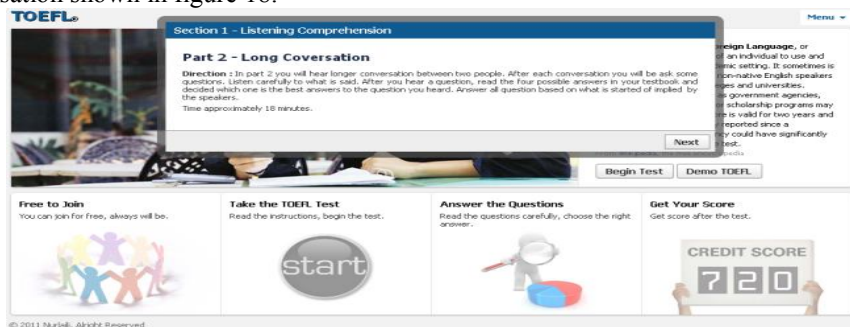 sation shown in figure 18.
TOEFL®
Menu
Section 1 - Listening Comprehension
Part 2 - Long Coversation
Direction : In part 2 you will hear longer conversation between two people. After each conversation you will be ask some
questions. Listen carefully to what is said. After you hear a question, read the four possible answers in your testbook and
decided which one is the best answers to the question you heard. Answer all question based on what is started of implied by
the speakers.
Time approximately 18 minutes.
Next
reign Language, or
an individual to use and
mic setting. It sometimes is
non-native English speakers
ges and universities.
as government agencies,
scholarship programs may
re is valid for two years and
reported since a
cy could have significantly
test.
Begin Test
Demo TOEFL
Free to Join
You can join for free, always will be.
Take the TOEFL Test
Read the instructions, begin the test.
start
Answer the Questions
Read the questions carefully, choose the right
answer.
Get Your Score
Get score after the test.
CREDIT SCORE
720
© 2011 Nurlaili. Alright Reserved